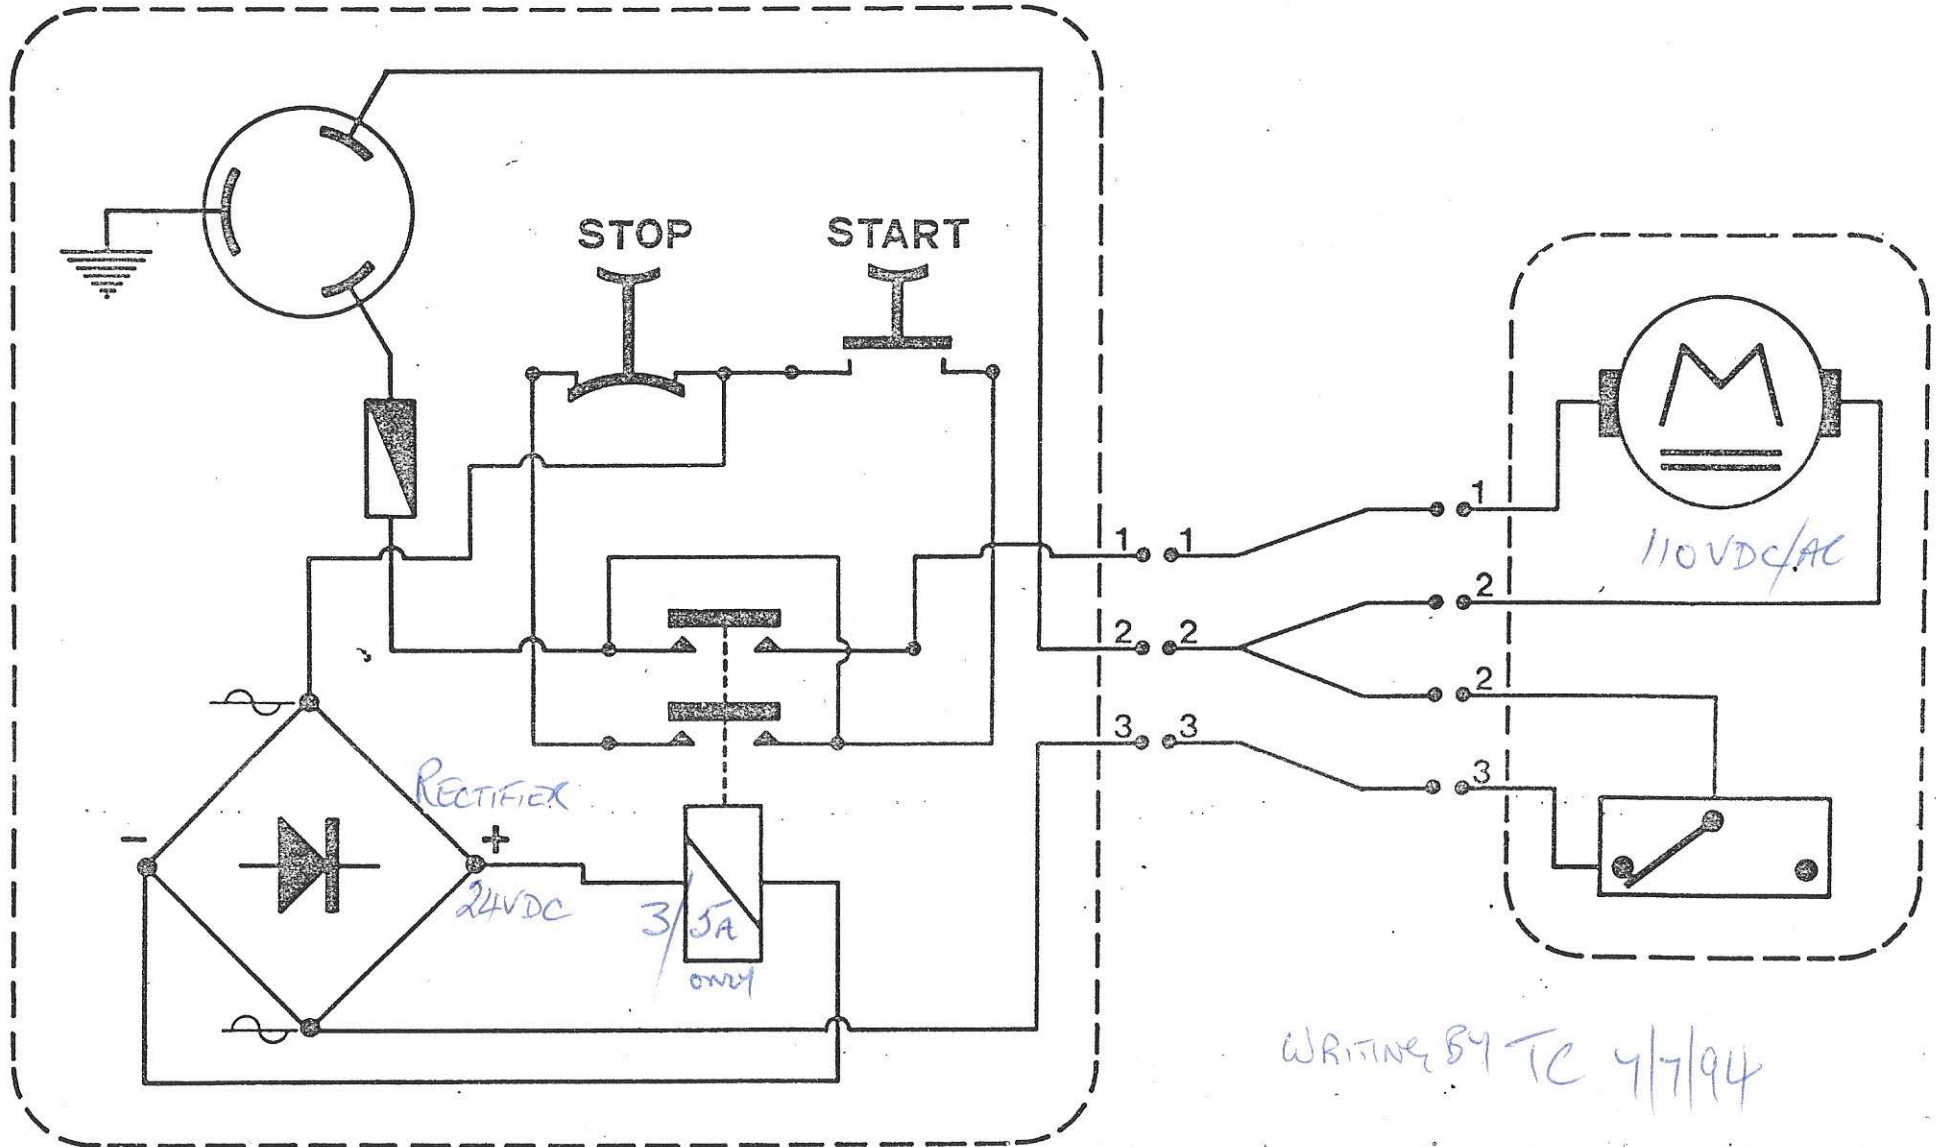 STOP
START
1
1
1
2
2
2
2
3
3
3
M
110VDC/AC
RECTIFIER
-
+
24VDC
3/5A
only
WRITING BY TC 7/7/94